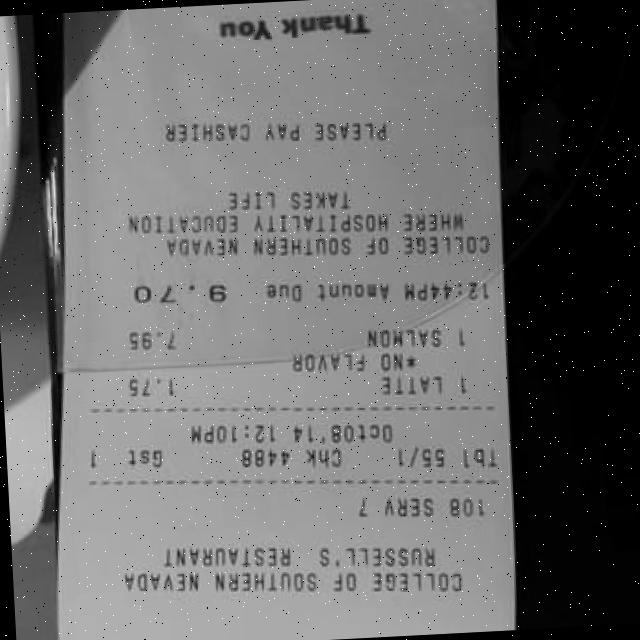 COLLEGE OF SOUTHERN NEVADA
RUSSELL'S RESTAURANT
108 SERV 7
Tbl 55/1 Chk 4488 Gst 1
Oct08'14 12:10PM
1 LATTE 1.75
*NO FLAVOR
1 SALMON 7.95
12:44PM Amount Due 9.70
COLLEGE OF SOUTHERN NEVADA
WHERE HOSPITALITY EDUCATION
TAKES LIFE
PLEASE PAY CASHIER
Thank You